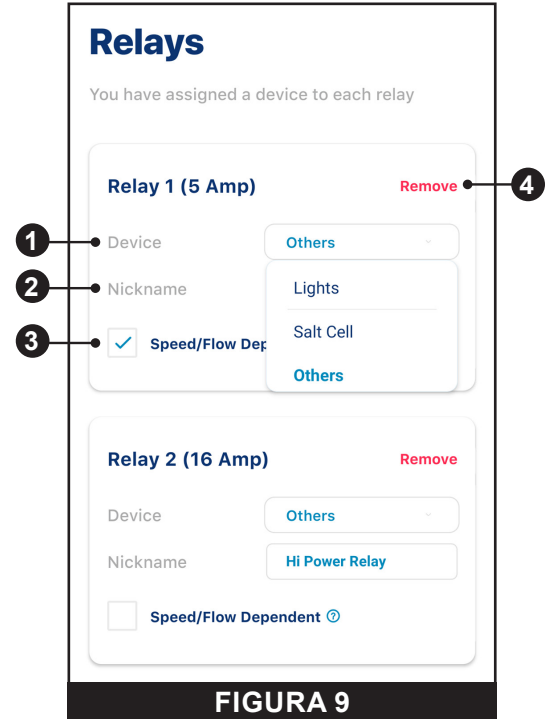 Relays
You have assigned a device to each relay
Relay 1 (5 Amp)
Remove
4
1
Device
Others
2
Nickname
Lights
3
Speed/Flow Dep
Salt Cell
Others
Relay 2 (16 Amp)
Remove
Device
Others
Nickname
Hi Power Relay
Speed/Flow Dependent ?
FIGURA 9